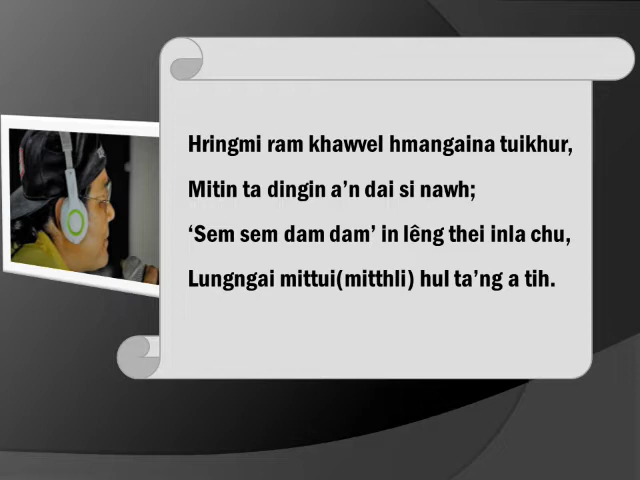 Hringmi ram khawvel hmangaina tuikhur,
Mitin ta dingin a’n dai si nawh;
‘Sem sem dam dam’ in lêng thei inla chu,
Lungngai mittui(mitthli) hul ta’ng a tih.